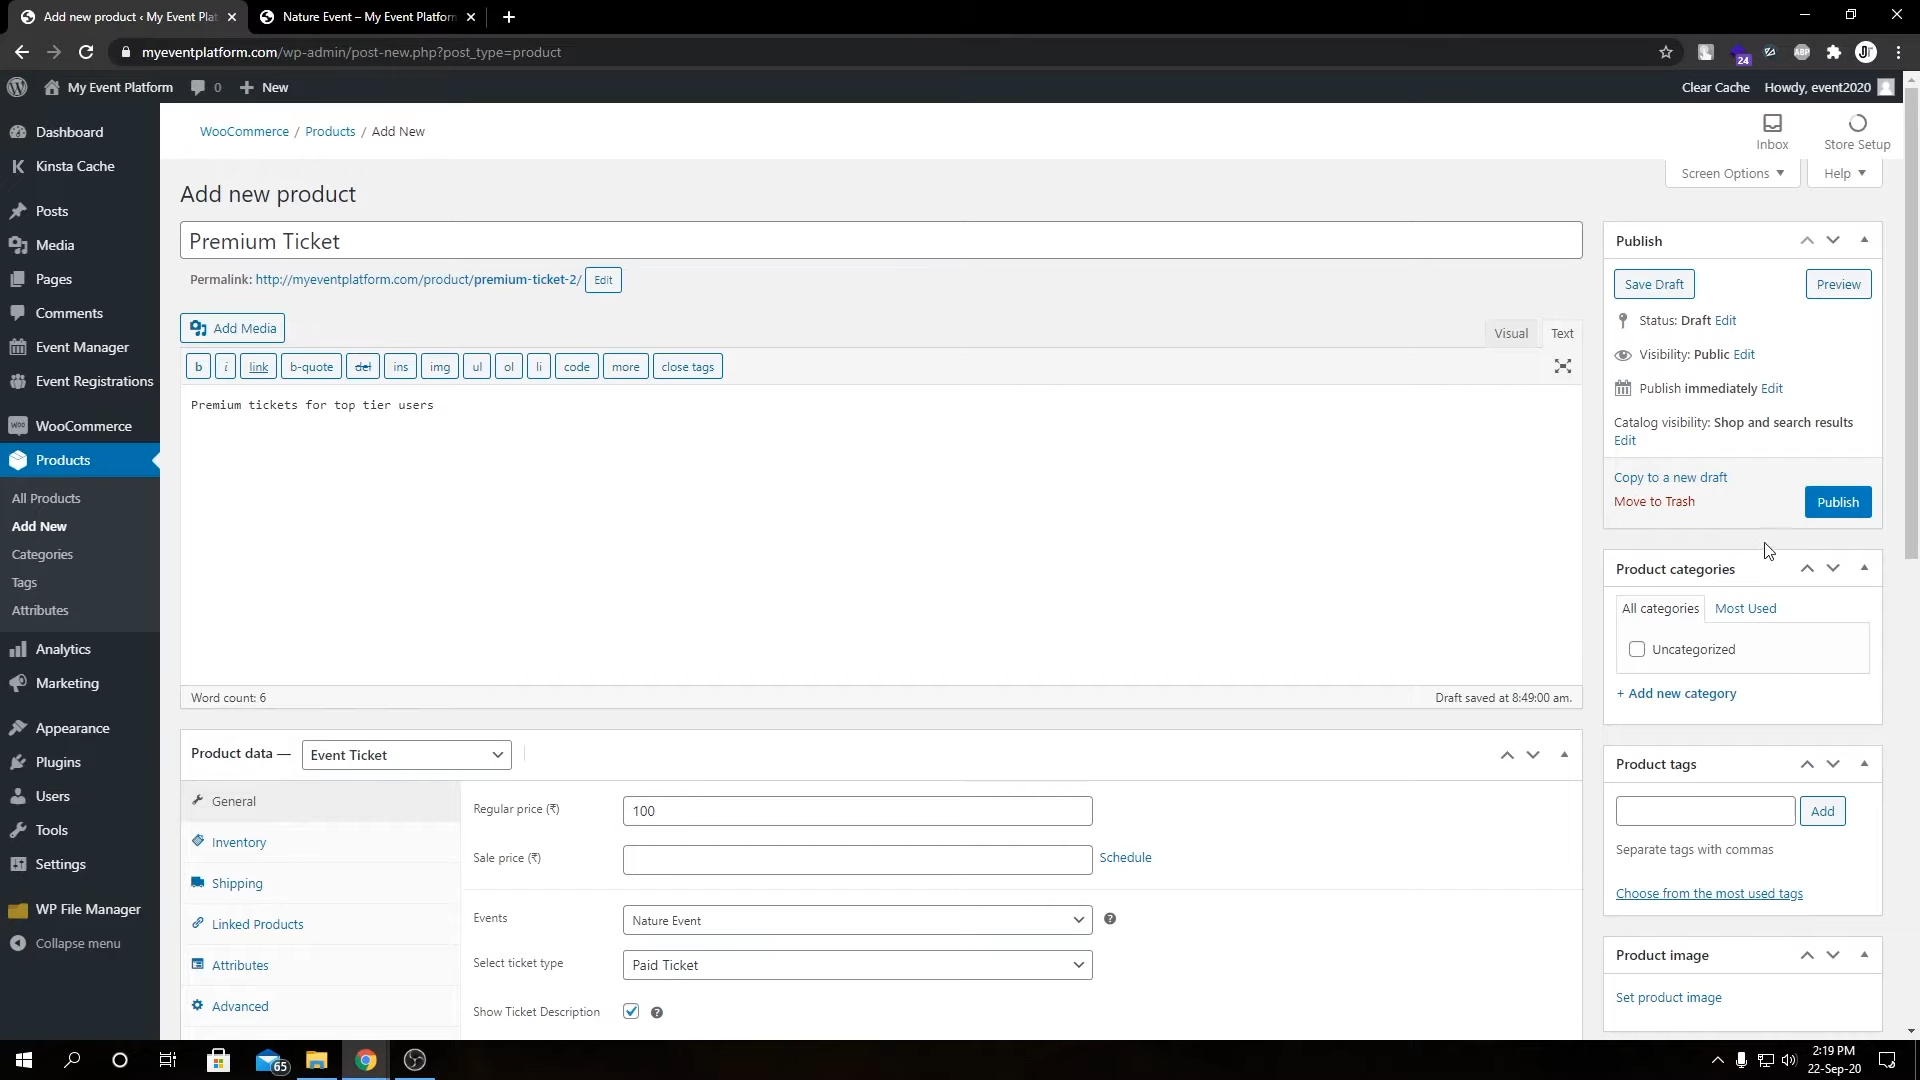 Add new product ‹ My Event Plat
Nature Event – My Event Platform
myeventplatform.com/wp-admin/post-new.php?post_type=product
24
ABP
My Event Platform
0
New
Clear Cache
Howdy, event2020
Dashboard
Kinsta Cache
Posts
Media
Pages
Comments
Event Manager
Event Registrations
WooCommerce
Products
All Products
Add New
Categories
Tags
Attributes
Analytics
Marketing
Appearance
Plugins
Users
Tools
Settings
WP File Manager
Collapse menu
WooCommerce / Products / Add New
Inbox
Store Setup
Screen Options
Help
Add new product
Premium Ticket
Permalink: http://myeventplatform.com/product/premium-ticket-2/ Edit
Add Media
Visual
Text
b
i
link
b-quote
del
ins
img
ul
ol
li
code
more
close tags
Premium tickets for top tier users
Word count: 6
Draft saved at 8:49:00 am.
Product data — Event Ticket
General
Inventory
Shipping
Linked Products
Attributes
Advanced
Regular price (₹)
100
Sale price (₹)
Schedule
Events
Nature Event
Select ticket type
Paid Ticket
Show Ticket Description
Publish
Save Draft
Preview
Status: Draft Edit
Visibility: Public Edit
Publish immediately Edit
Catalog visibility: Shop and search results
Edit
Copy to a new draft
Move to Trash
Publish
Product categories
All categories
Most Used
Uncategorized
+ Add new category
Product tags
Add
Separate tags with commas
Choose from the most used tags
Product image
Set product image
65
2:19 PM
22-Sep-20